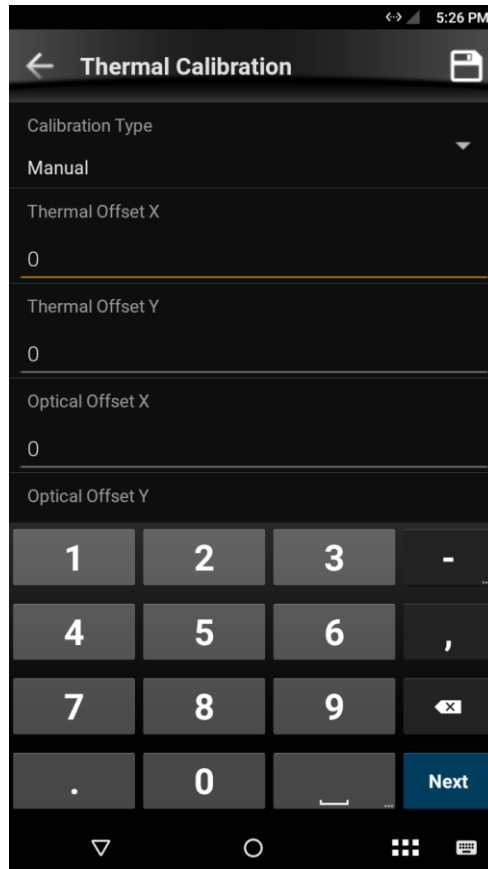 5:26 PM
Thermal Calibration
Calibration Type
Manual
Thermal Offset X
0
Thermal Offset Y
0
Optical Offset X
0
Optical Offset Y
1 2 3 -
4 5 6 ,
7 8 9
. 0 Next